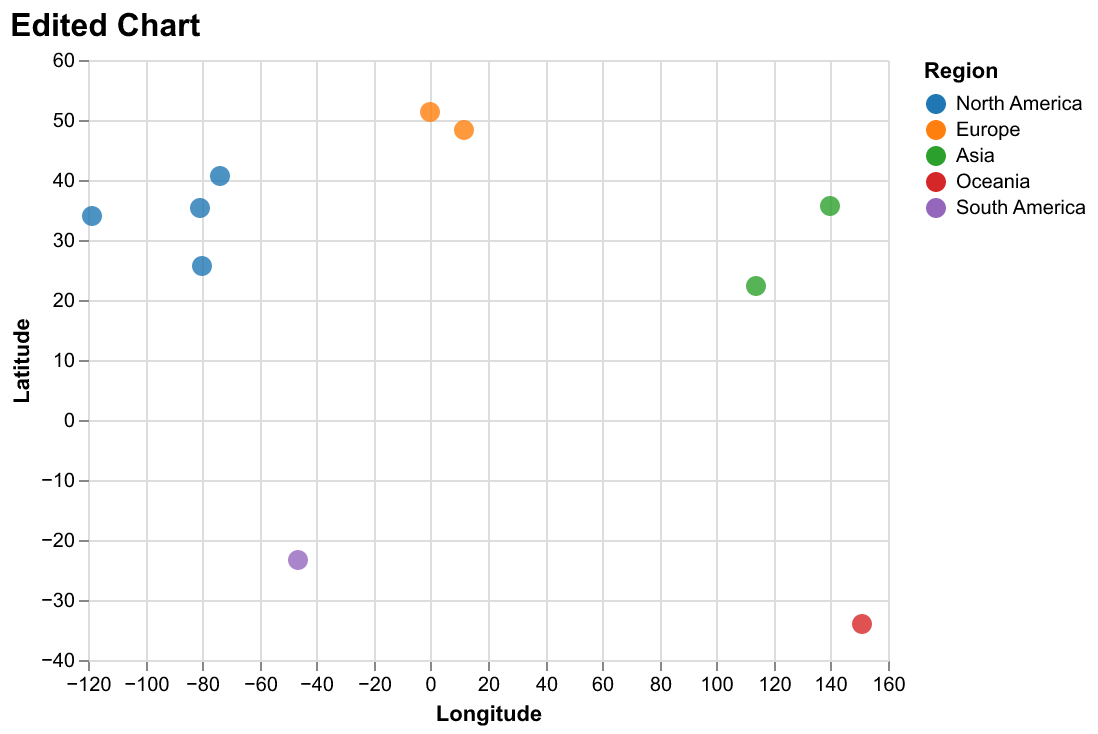 Edited Chart
60
50
40
30
20
10
0
−10
−20
−30
−40
Latitude
−120 −100 −80 −60 −40 −20 0 20 40 60 80 100 120 140 160
Longitude
Region
North America
Europe
Asia
Oceania
South America